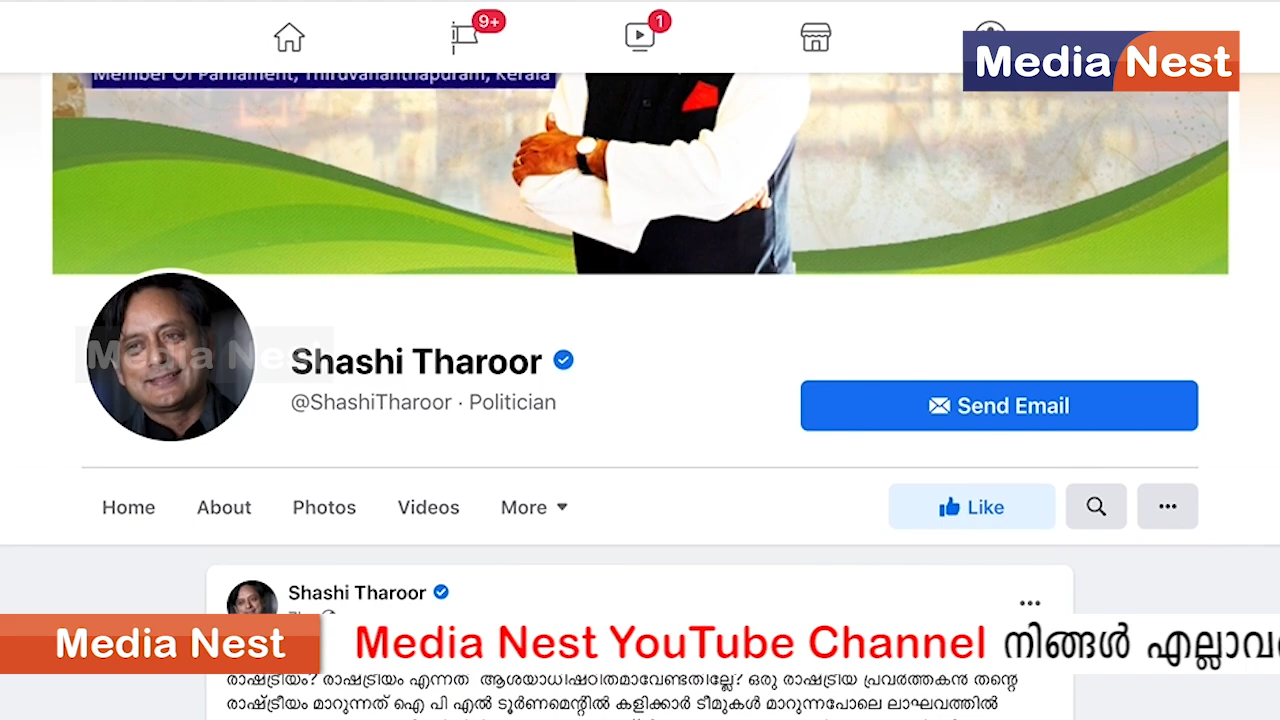 9+
1
Media Nest
Member Of Parliament, Thiruvananthapuram, Kerala
Media Nest
Shashi Tharoor
@ShashiTharoor · Politician
Send Email
Home About Photos Videos More
Like
Shashi Tharoor
Media Nest
Media Nest YouTube Channel നിങ്ങൾ
രാഷ്ട്രീയം? രാഷ്ട്രീയം എന്നത് ആശയാധിഷ്ഠിതമാവേണ്ടതില്ലേ? ഒരു രാഷ്ട്രീയ പ്രവർത്തകൻ തന്റെ
രാഷ്ട്രീയം മാറുന്നത് ഐ പി എൽ ടൂർണമെന്റിൽ കളിക്കാർ ടീമുകൾ മാറുന്നപോലെ ലാഘവത്തിൽ